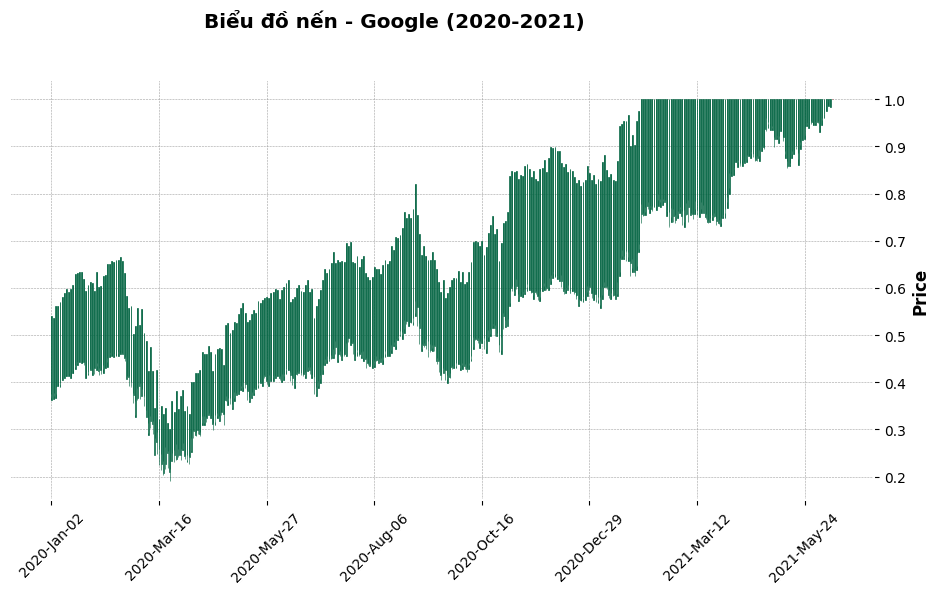 Biểu đồ nến - Google (2020-2021)
1.0
0.9
0.8
0.7
0.6
0.5
0.4
0.3
0.2
Price
2020-Jan-02
2020-Mar-16
2020-May-27
2020-Aug-06
2020-Oct-16
2020-Dec-29
2021-Mar-12
2021-May-24